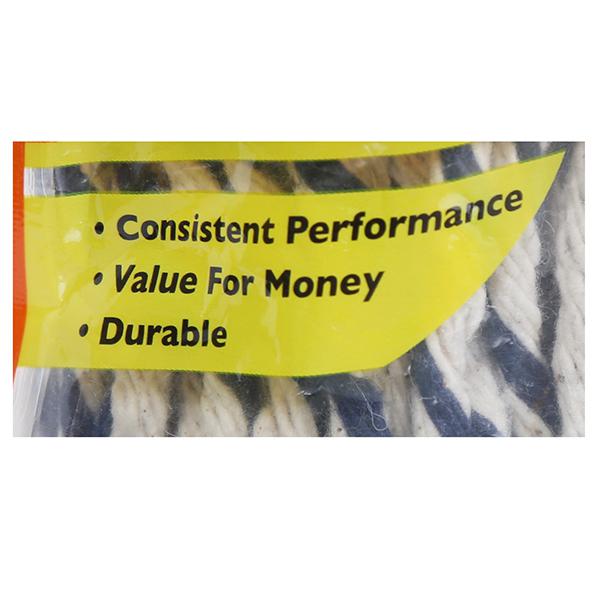 • Consistent Performance
• Value For Money
• Durable